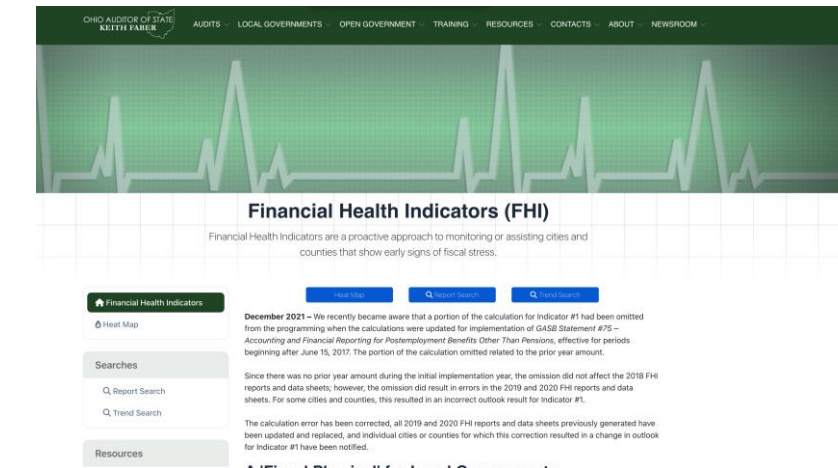 OHIO AUDITOR OF STATE
KEITH FABER
AUDITS
LOCAL GOVERNMENTS
OPEN GOVERNMENT
TRAINING
RESOURCES
CONTACTS
ABOUT
NEWSROOM
Financial Health Indicators (FHI)
Financial Health Indicators are a proactive approach to monitoring or assisting cities and
counties that show early signs of fiscal stress.
Financial Health Indicators
Heat Map
Searches
Report Search
Trend Search
Resources
Heat Map
Report Search
Trend Search
December 2021 – We recently became aware that a portion of the calculation for Indicator #1 had been omitted
from the programming when the calculations were updated for implementation of GASB Statement #75 –
Accounting and Financial Reporting for Postemployment Benefits Other Than Pensions, effective for periods
beginning after June 15, 2017. The portion of the calculation omitted related to the prior year amount.
Since there was no prior year amount during the initial implementation year, the omission did not affect the 2018 FHI
reports and data sheets; however, the omission did result in errors in the 2019 and 2020 FHI reports and data
sheets. For some cities and counties, this resulted in an incorrect outlook result for Indicator #1.
The calculation error has been corrected, all 2019 and 2020 FHI reports and data sheets previously generated have
been updated and replaced, and individual cities or counties for which this correction resulted in a change in outlook
for Indicator #1 have been notified.